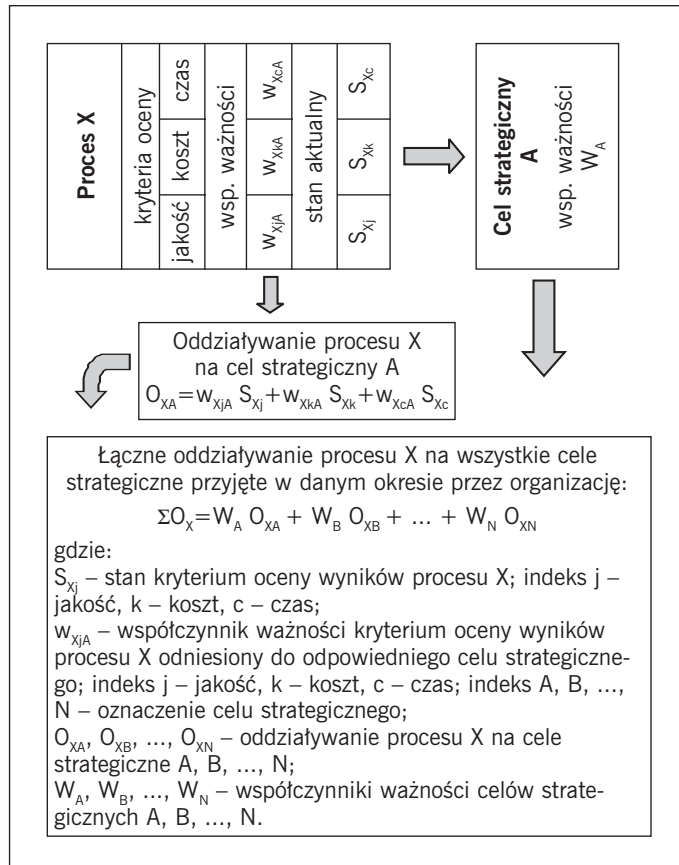 Proces X
kryteria oceny
jakość koszt czas
wsp. ważności
w_XjA w_XkA w_XcA
stan aktualny
S_Xj S_Xk S_Xc
Cel strategiczny
A
wsp. ważności
W_A
Oddziaływanie procesu X
na cel strategiczny A
O_XA=w_XjA S_Xj+w_XkA S_Xk+w_XcA S_Xc
Łączne oddziaływanie procesu X na wszystkie cele
strategiczne przyjęte w danym okresie przez organizację:
ΣO_X=W_A O_XA + W_B O_XB + ... + W_N O_XN
gdzie:
S_Xj – stan kryterium oceny wyników procesu X; indeks j –
jakość, k – koszt, c – czas;
w_XjA – współczynnik ważności kryterium oceny wyników
procesu X odniesiony do odpowiedniego celu strategiczne-
go; indeks j – jakość, k – koszt, c – czas; indeks A, B, ...,
N – oznaczenie celu strategicznego;
O_XA, O_XB, ..., O_XN – oddziaływanie procesu X na cele
strategiczne A, B, ..., N;
W_A, W_B, ..., W_N – współczynniki ważności celów strate-
gicznych A, B, ..., N.